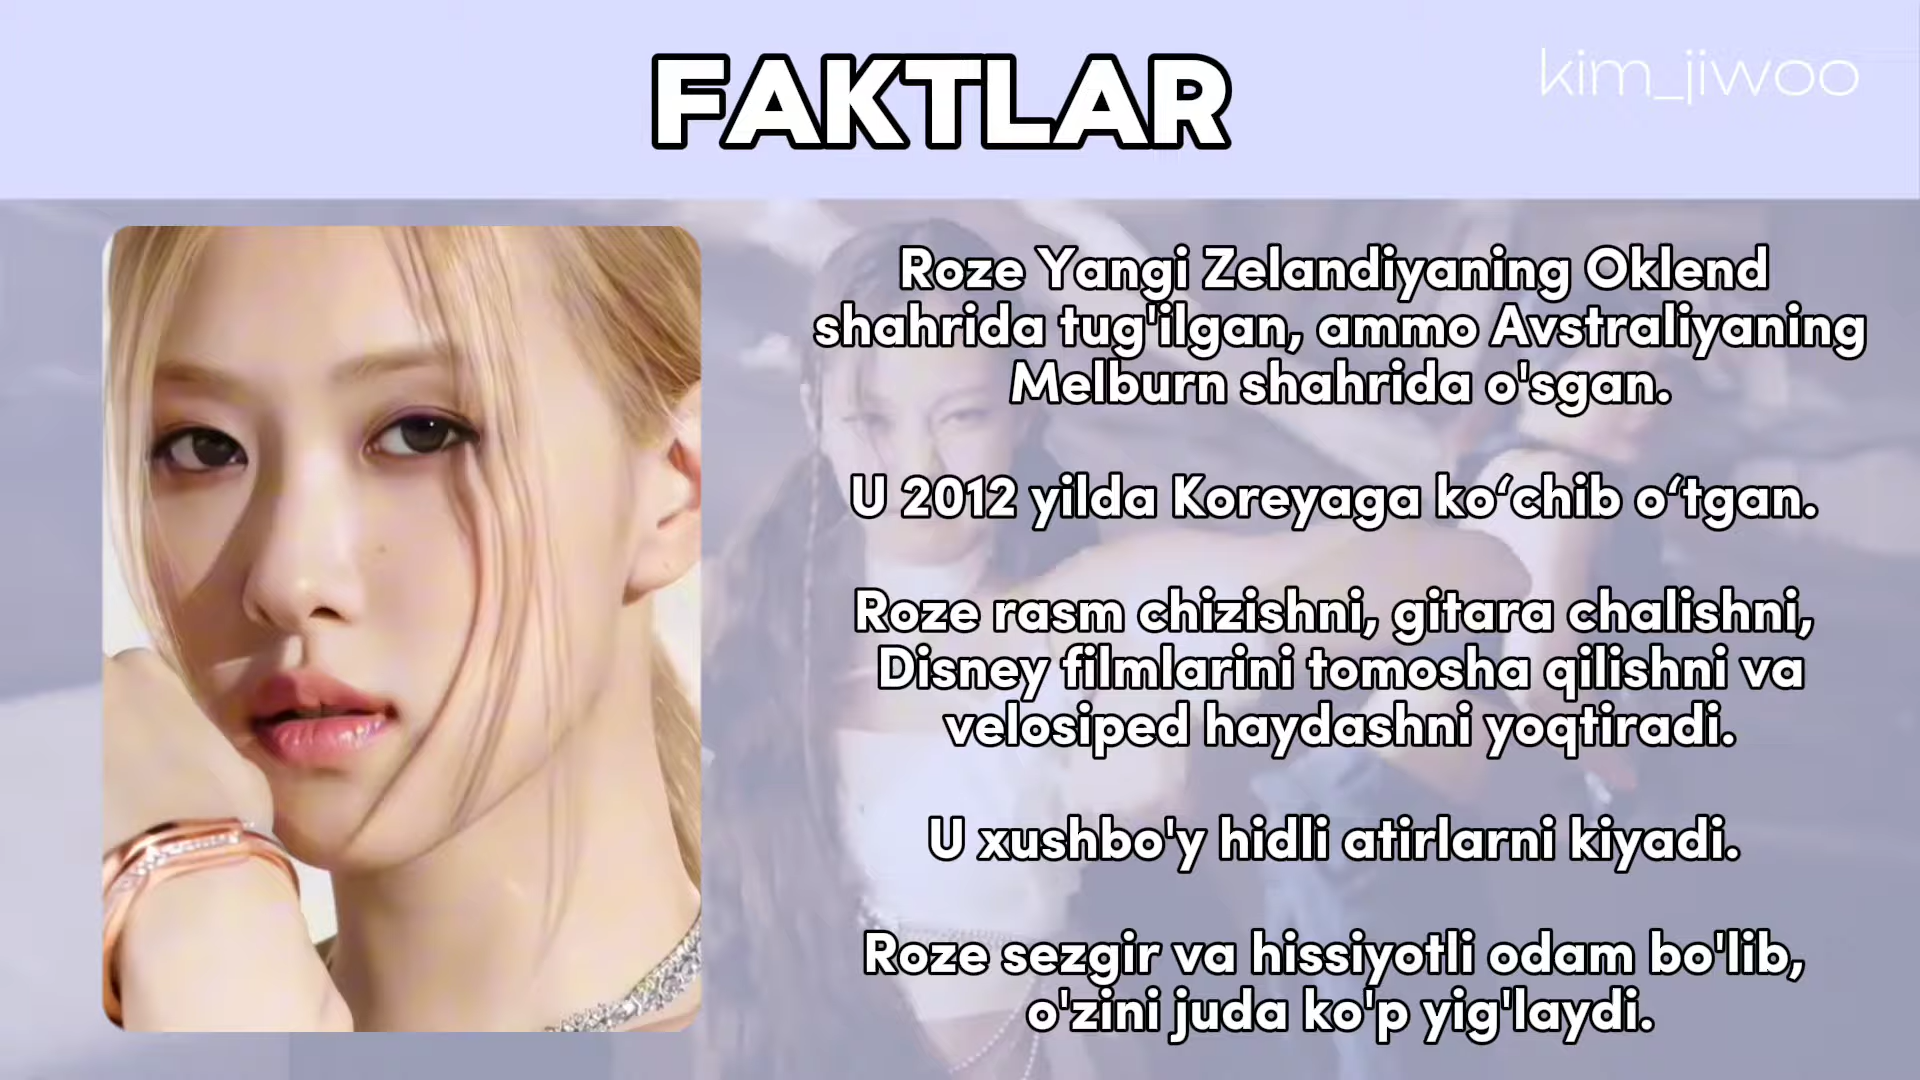 FAKTLAR
kim_jiwoo
Roze Yangi Zelandiyaning Oklend
shahrida tug'ilgan, ammo Avstraliyaning
Melburn shahrida o'sgan.
U 2012 yilda Koreyaga ko‘chib o‘tgan.
Roze rasm chizishni, gitara chalishni,
Disney filmlarini tomosha qilishni va
velosiped haydashni yoqtiradi.
U xushbo'y hidli atirlarni kiyadi.
Roze sezgir va hissiyotli odam bo'lib,
o'zini juda ko'p yig'laydi.